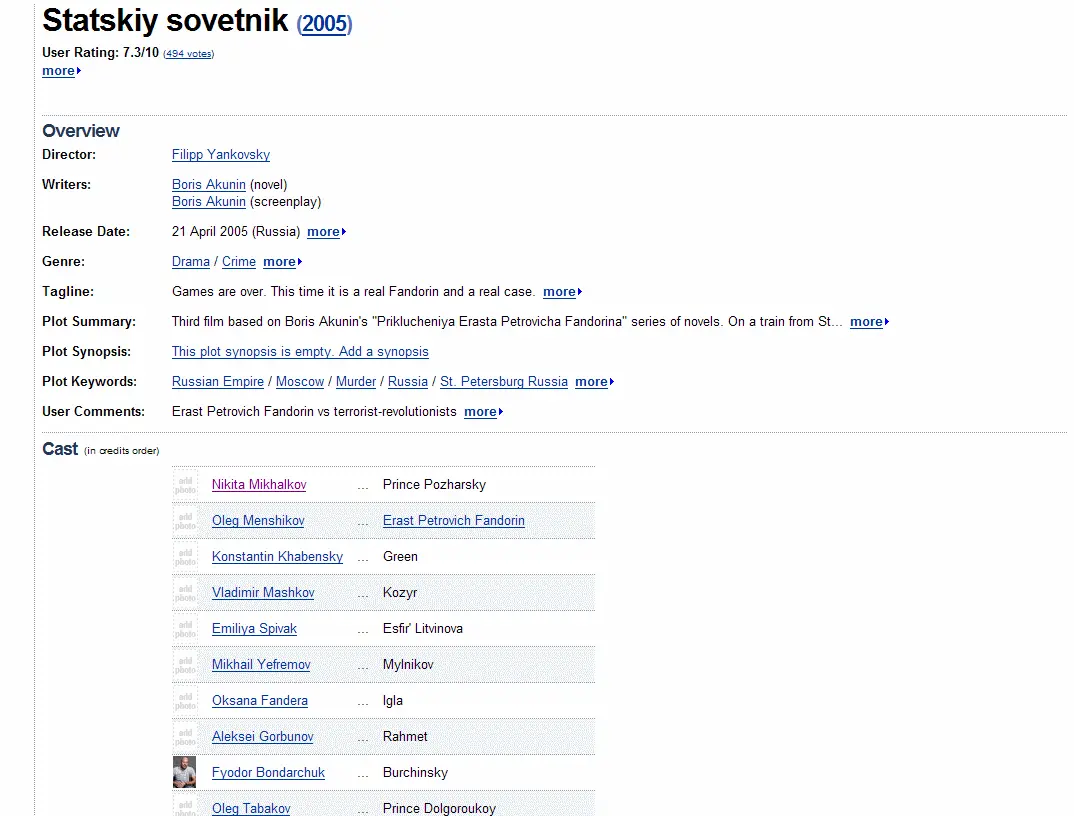 Statskiy sovetnik (2005)
User Rating: 7.3/10 (494 votes)
more
Overview
Director: Filipp Yankovsky
Writers: Boris Akunin (novel)
Boris Akunin (screenplay)
Release Date: 21 April 2005 (Russia) more
Genre: Drama / Crime more
Tagline: Games are over. This time it is a real Fandorin and a real case. more
Plot Summary: Third film based on Boris Akunin's "Priklucheniya Erasta Petrovicha Fandorina" series of novels. On a train from St... more
Plot Synopsis: This plot synopsis is empty. Add a synopsis
Plot Keywords: Russian Empire / Moscow / Murder / Russia / St. Petersburg Russia more
User Comments: Erast Petrovich Fandorin vs terrorist-revolutionists more
Cast (in credits order)
add photo Nikita Mikhalkov ... Prince Pozharsky
add photo Oleg Menshikov ... Erast Petrovich Fandorin
add photo Konstantin Khabensky ... Green
add photo Vladimir Mashkov ... Kozyr
add photo Emiliya Spivak ... Esfir' Litvinova
add photo Mikhail Yefremov ... Mylnikov
add photo Oksana Fandera ... Igla
add photo Aleksei Gorbunov ... Rahmet
Fyodor Bondarchuk ... Burchinsky
add photo Oleg Tabakov ... Prince Dolgoroukoy